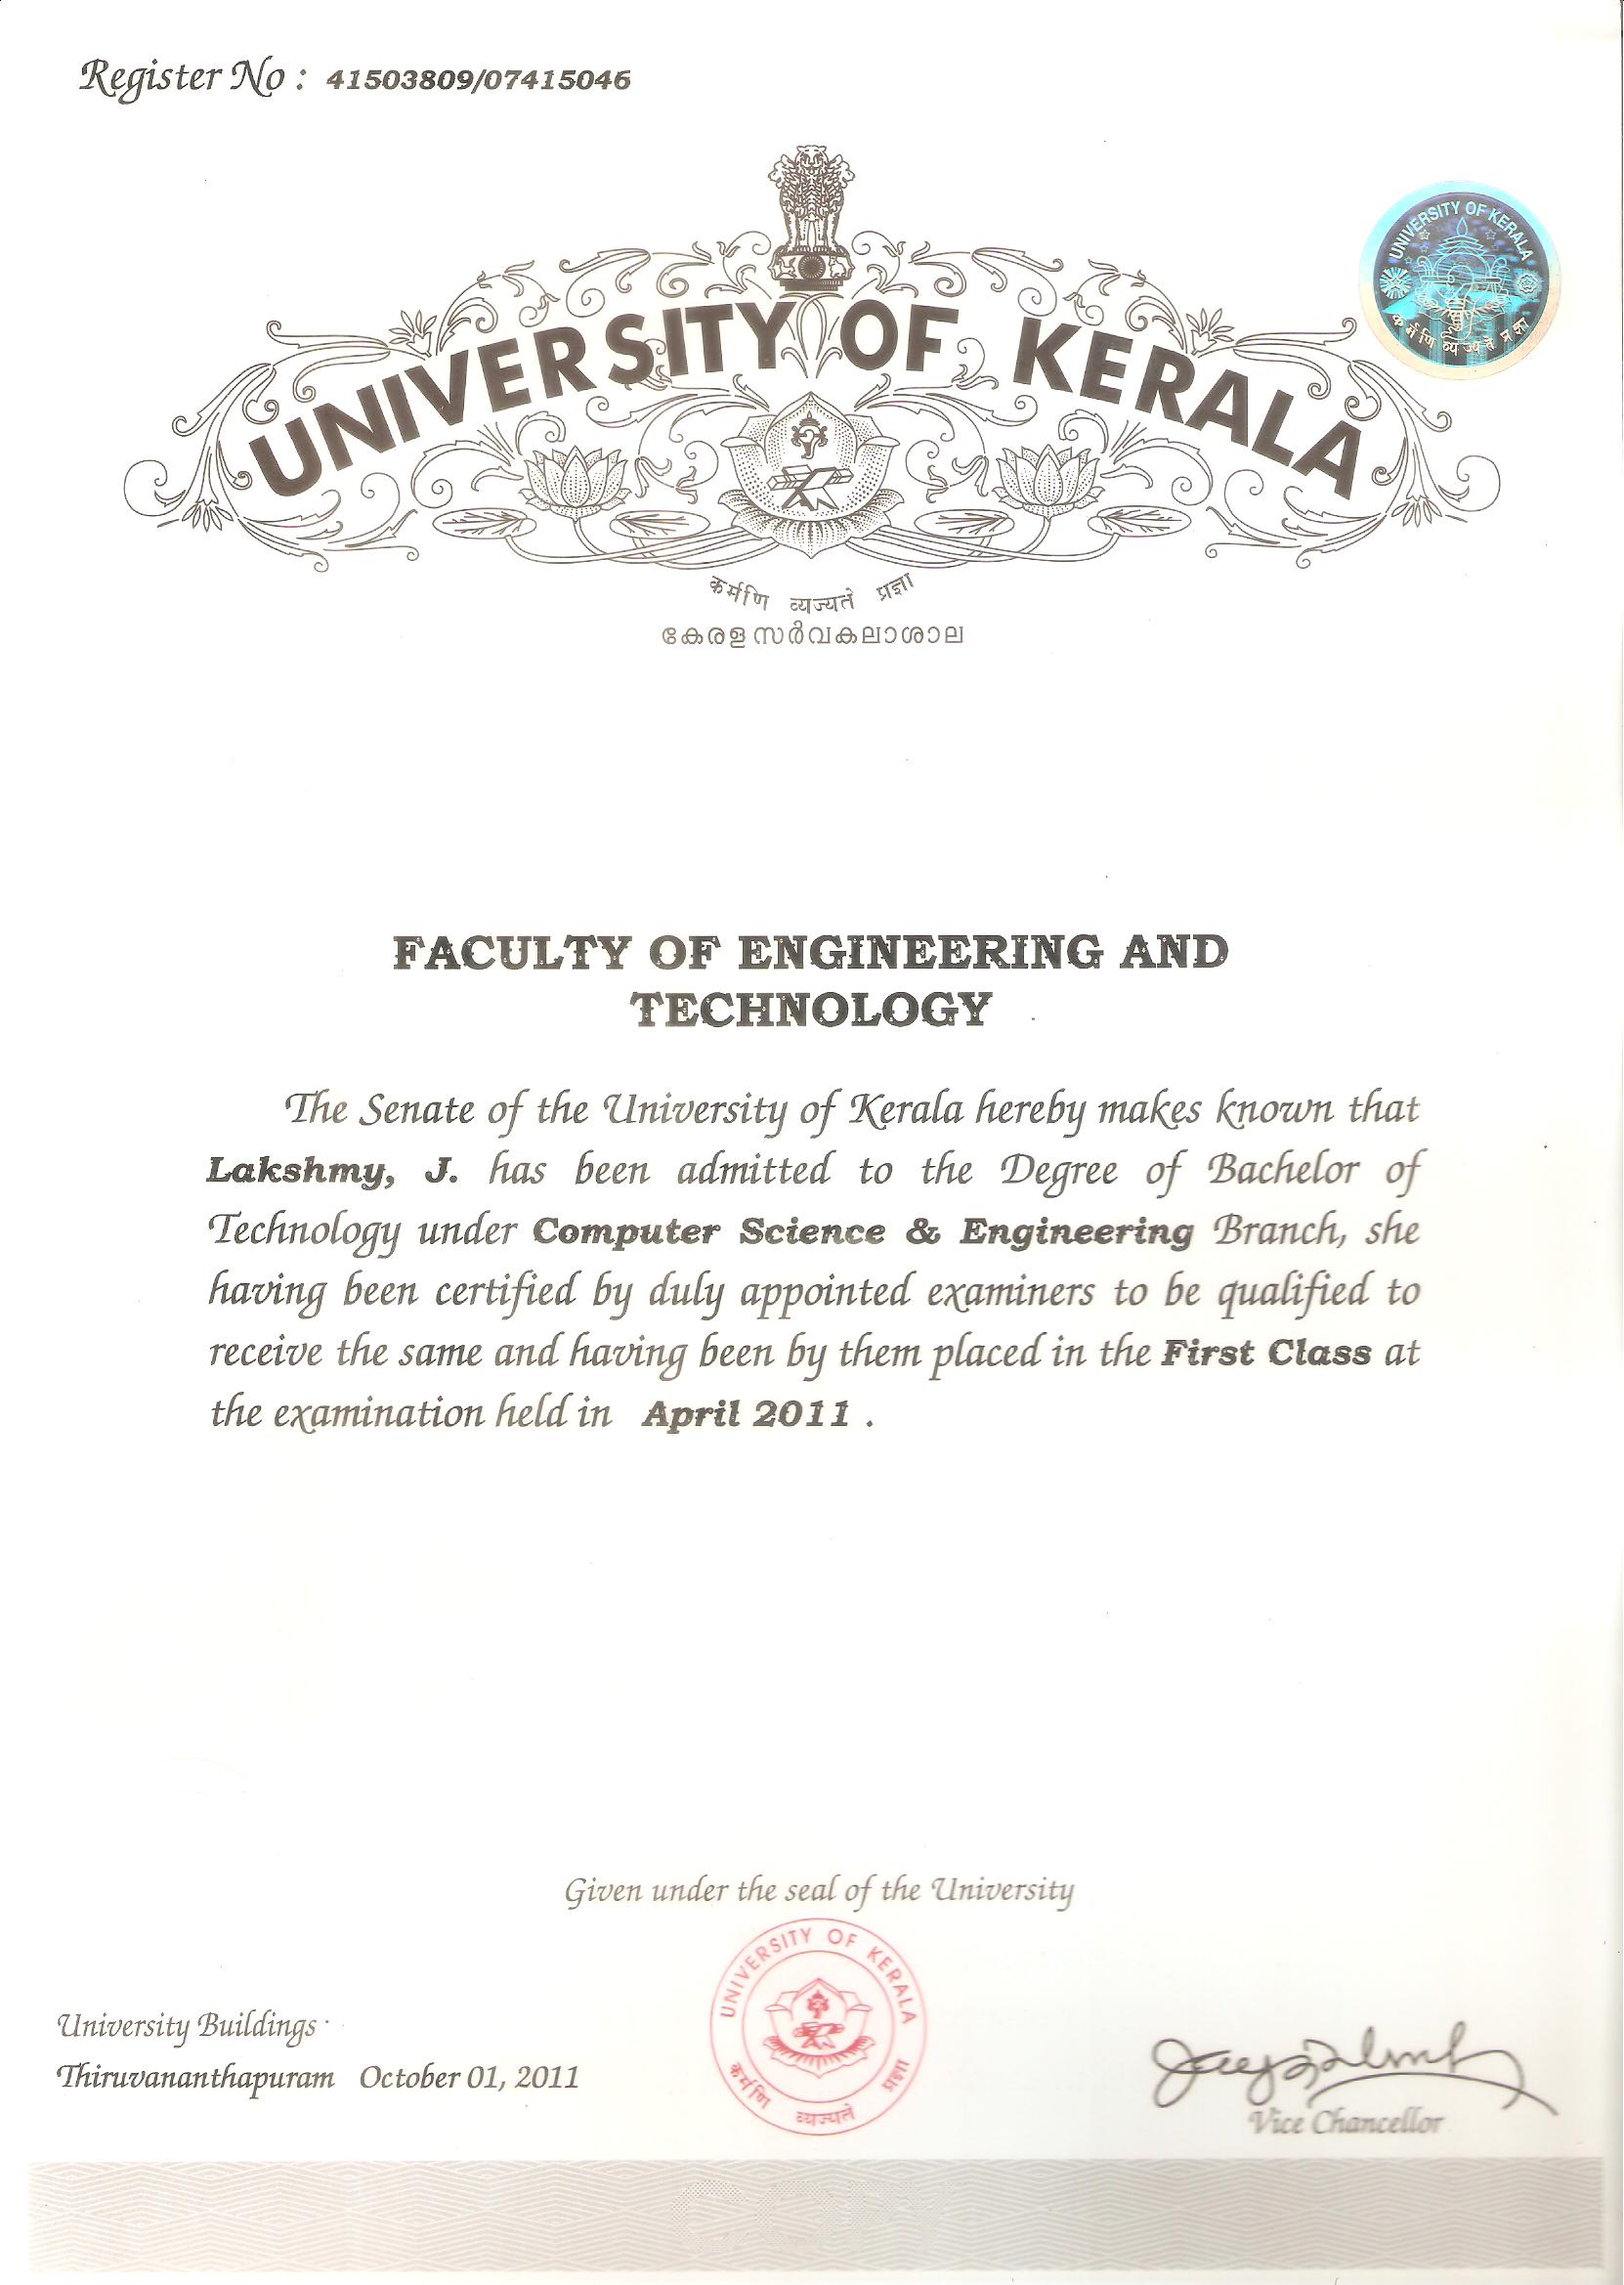 Register No : 41503809/07415046
UNIVERSITY OF KERALA
UNIVERSITY OF KERALA
कर्मणि व्यज्यते प्रज्ञा
कर्मणि व्यज्यते प्रज्ञा
കേരള സർവകലാശാല
FACULTY OF ENGINEERING AND
TECHNOLOGY
The Senate of the University of Kerala hereby makes known that
Lakshmy, J. has been admitted to the Degree of Bachelor of
Technology under Computer Science & Engineering Branch, she
having been certified by duly appointed examiners to be qualified to
receive the same and having been by them placed in the First Class at
the examination held in April 2011 .
Given under the seal of the University
UNIVERSITY OF KERALA
कर्मणि व्यज्यते प्रज्ञा
University Buildings
Thiruvananthapuram October 01, 2011
Vice Chancellor
COPY